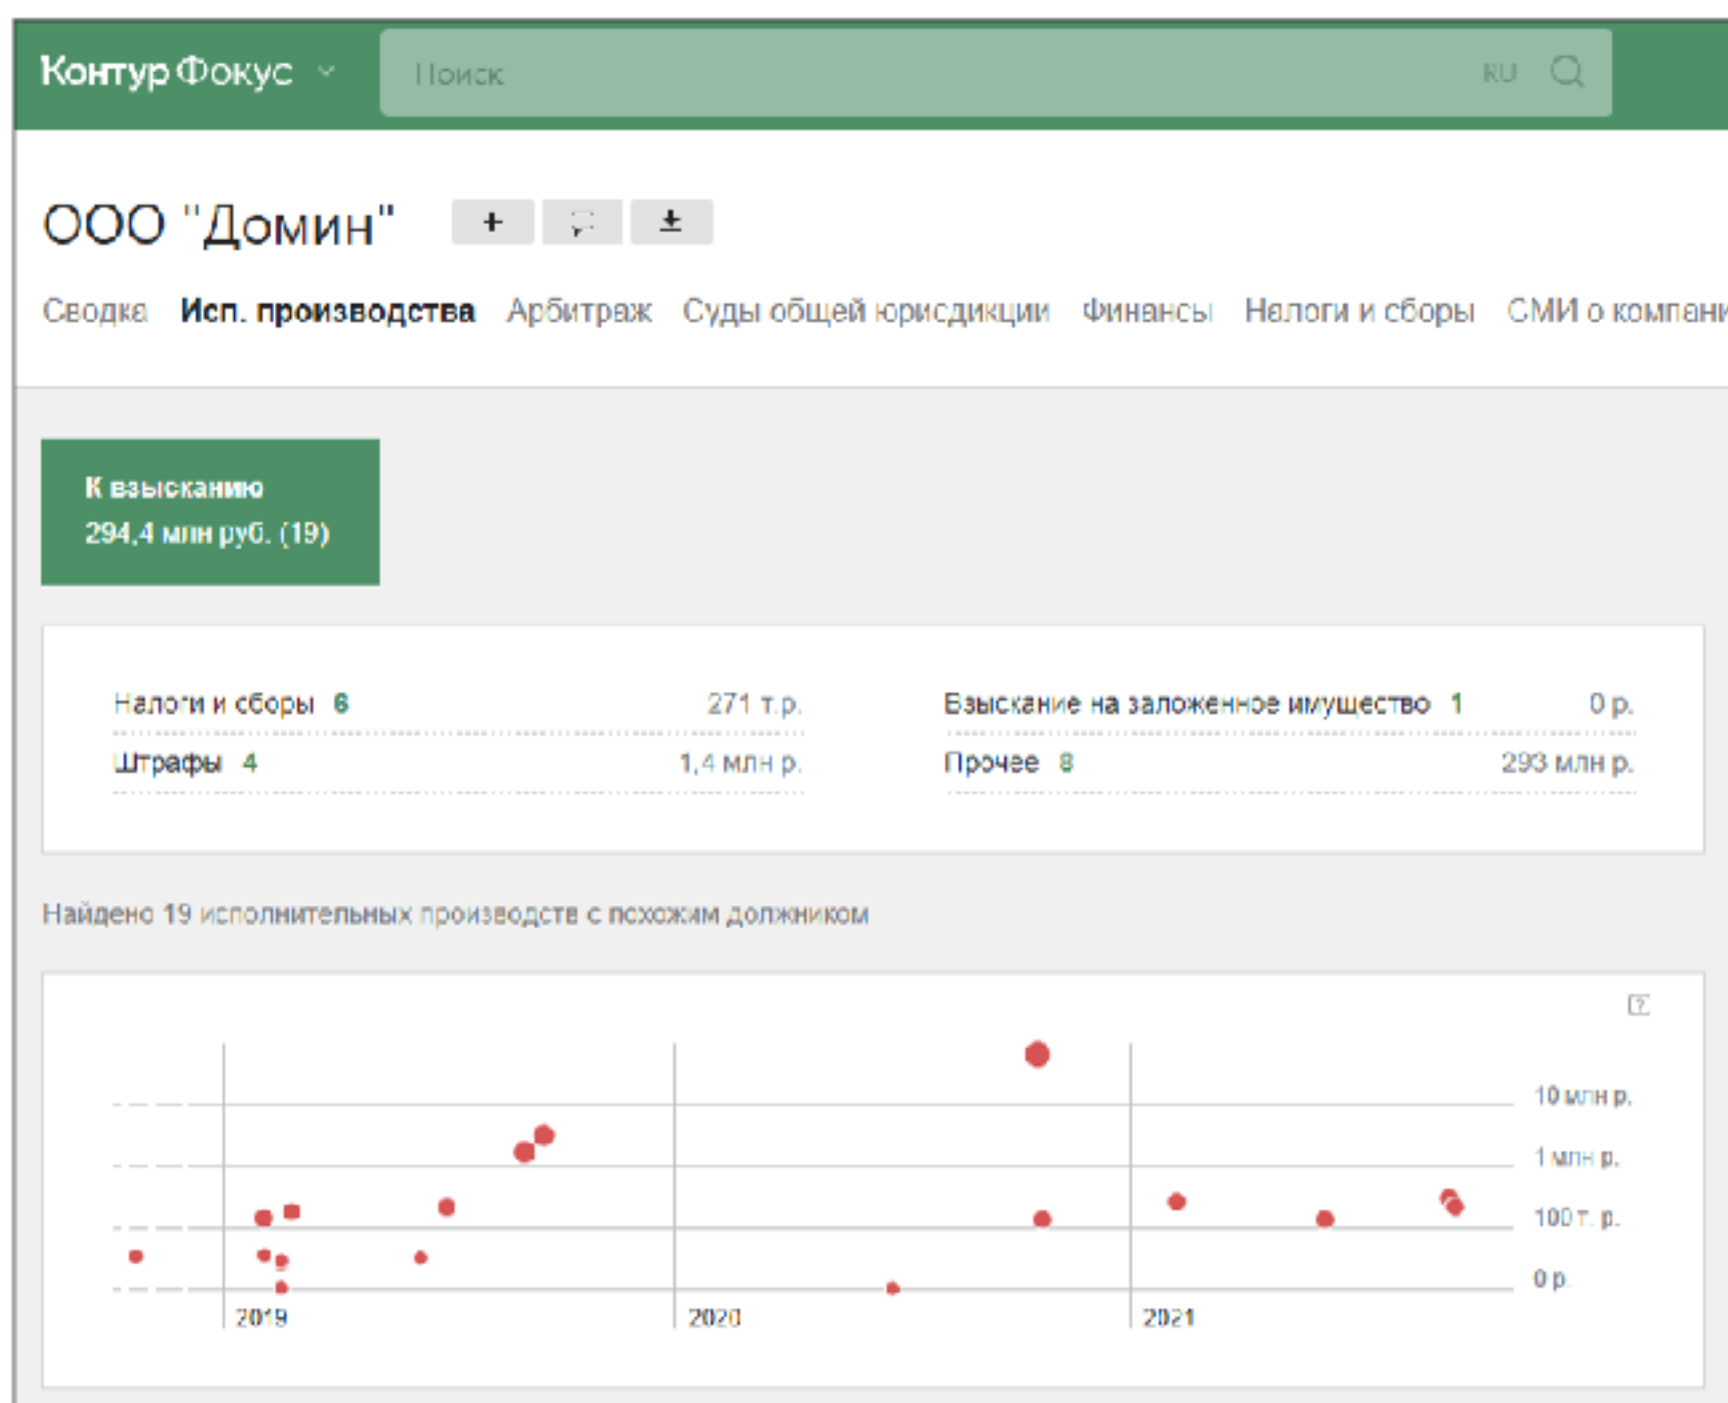 Контур Фокус Поиск RU
ООО "Домин"
Сводка Исп. производства Арбитраж Суды общей юрисдикции Финансы Налоги и сборы СМИ о компани
К взысканию
294,4 млн руб. (19)
Налоги и сборы 6 271 т.р. Взыскание на заложенное имущество 1 0 р.
Штрафы 4 1,4 млн р. Прочее 8 293 млн р.
Найдено 19 исполнительных производств с похожим должником
10 млн р.
1 млн р.
100 т. р.
0 р.
2019 2020 2021